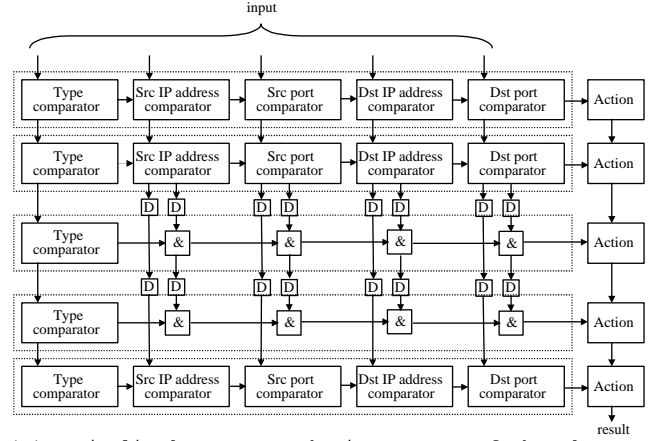 input
Type comparator Src IP address comparator Src port comparator Dst IP address comparator Dst port comparator Action
Type comparator Src IP address comparator Src port comparator Dst IP address comparator Dst port comparator Action
D D D D D D D D
Type comparator & & & & Action
D D D D D D D D
Type comparator & & & & Action
Type comparator Src IP address comparator Src port comparator Dst IP address comparator Dst port comparator Action
result